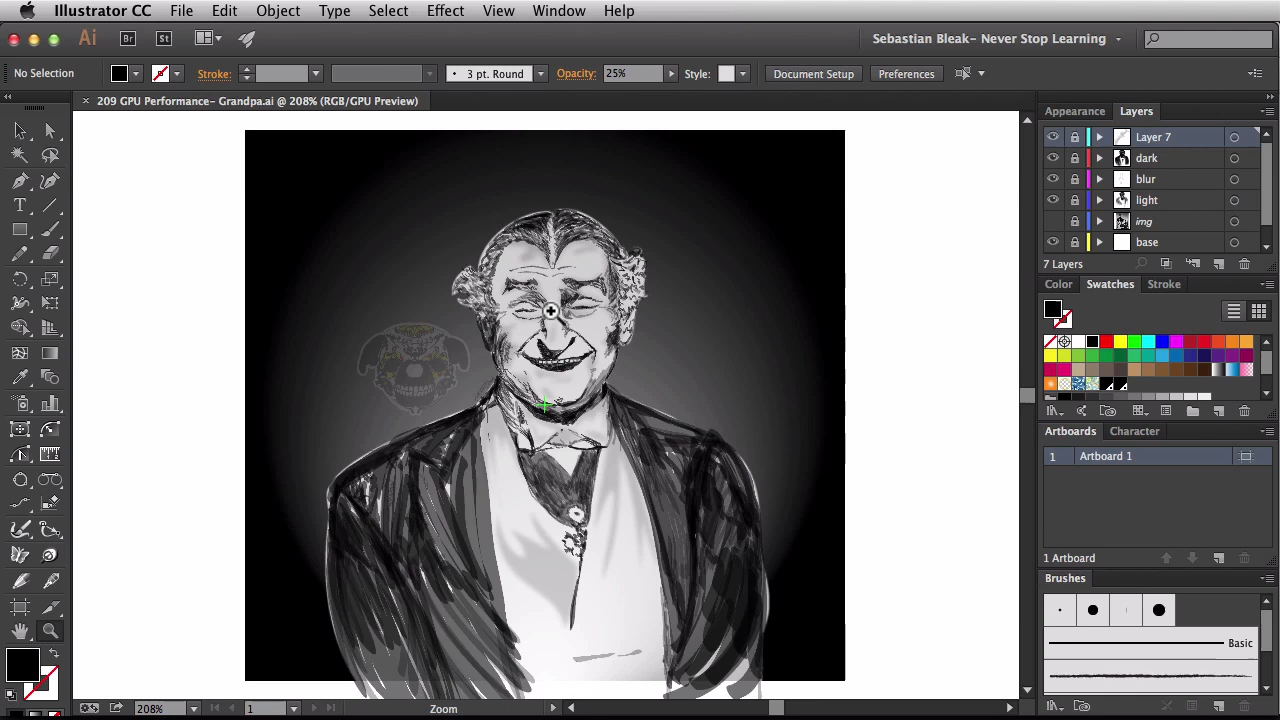 Illustrator CC File Edit Object Type Select Effect View Window Help
Ai Br St Sebastian Bleak- Never Stop Learning
No Selection Stroke: 3 pt. Round Opacity: 25% Style: Document Setup Preferences
209 GPU Performance- Grandpa.ai @ 208% (RGB/GPU Preview)
Appearance Layers
Layer 7
dark
blur
light
img
base
7 Layers
Color Swatches Stroke
Artboards Character
1 Artboard 1
1 Artboard
Brushes
Basic
208% 1 Zoom